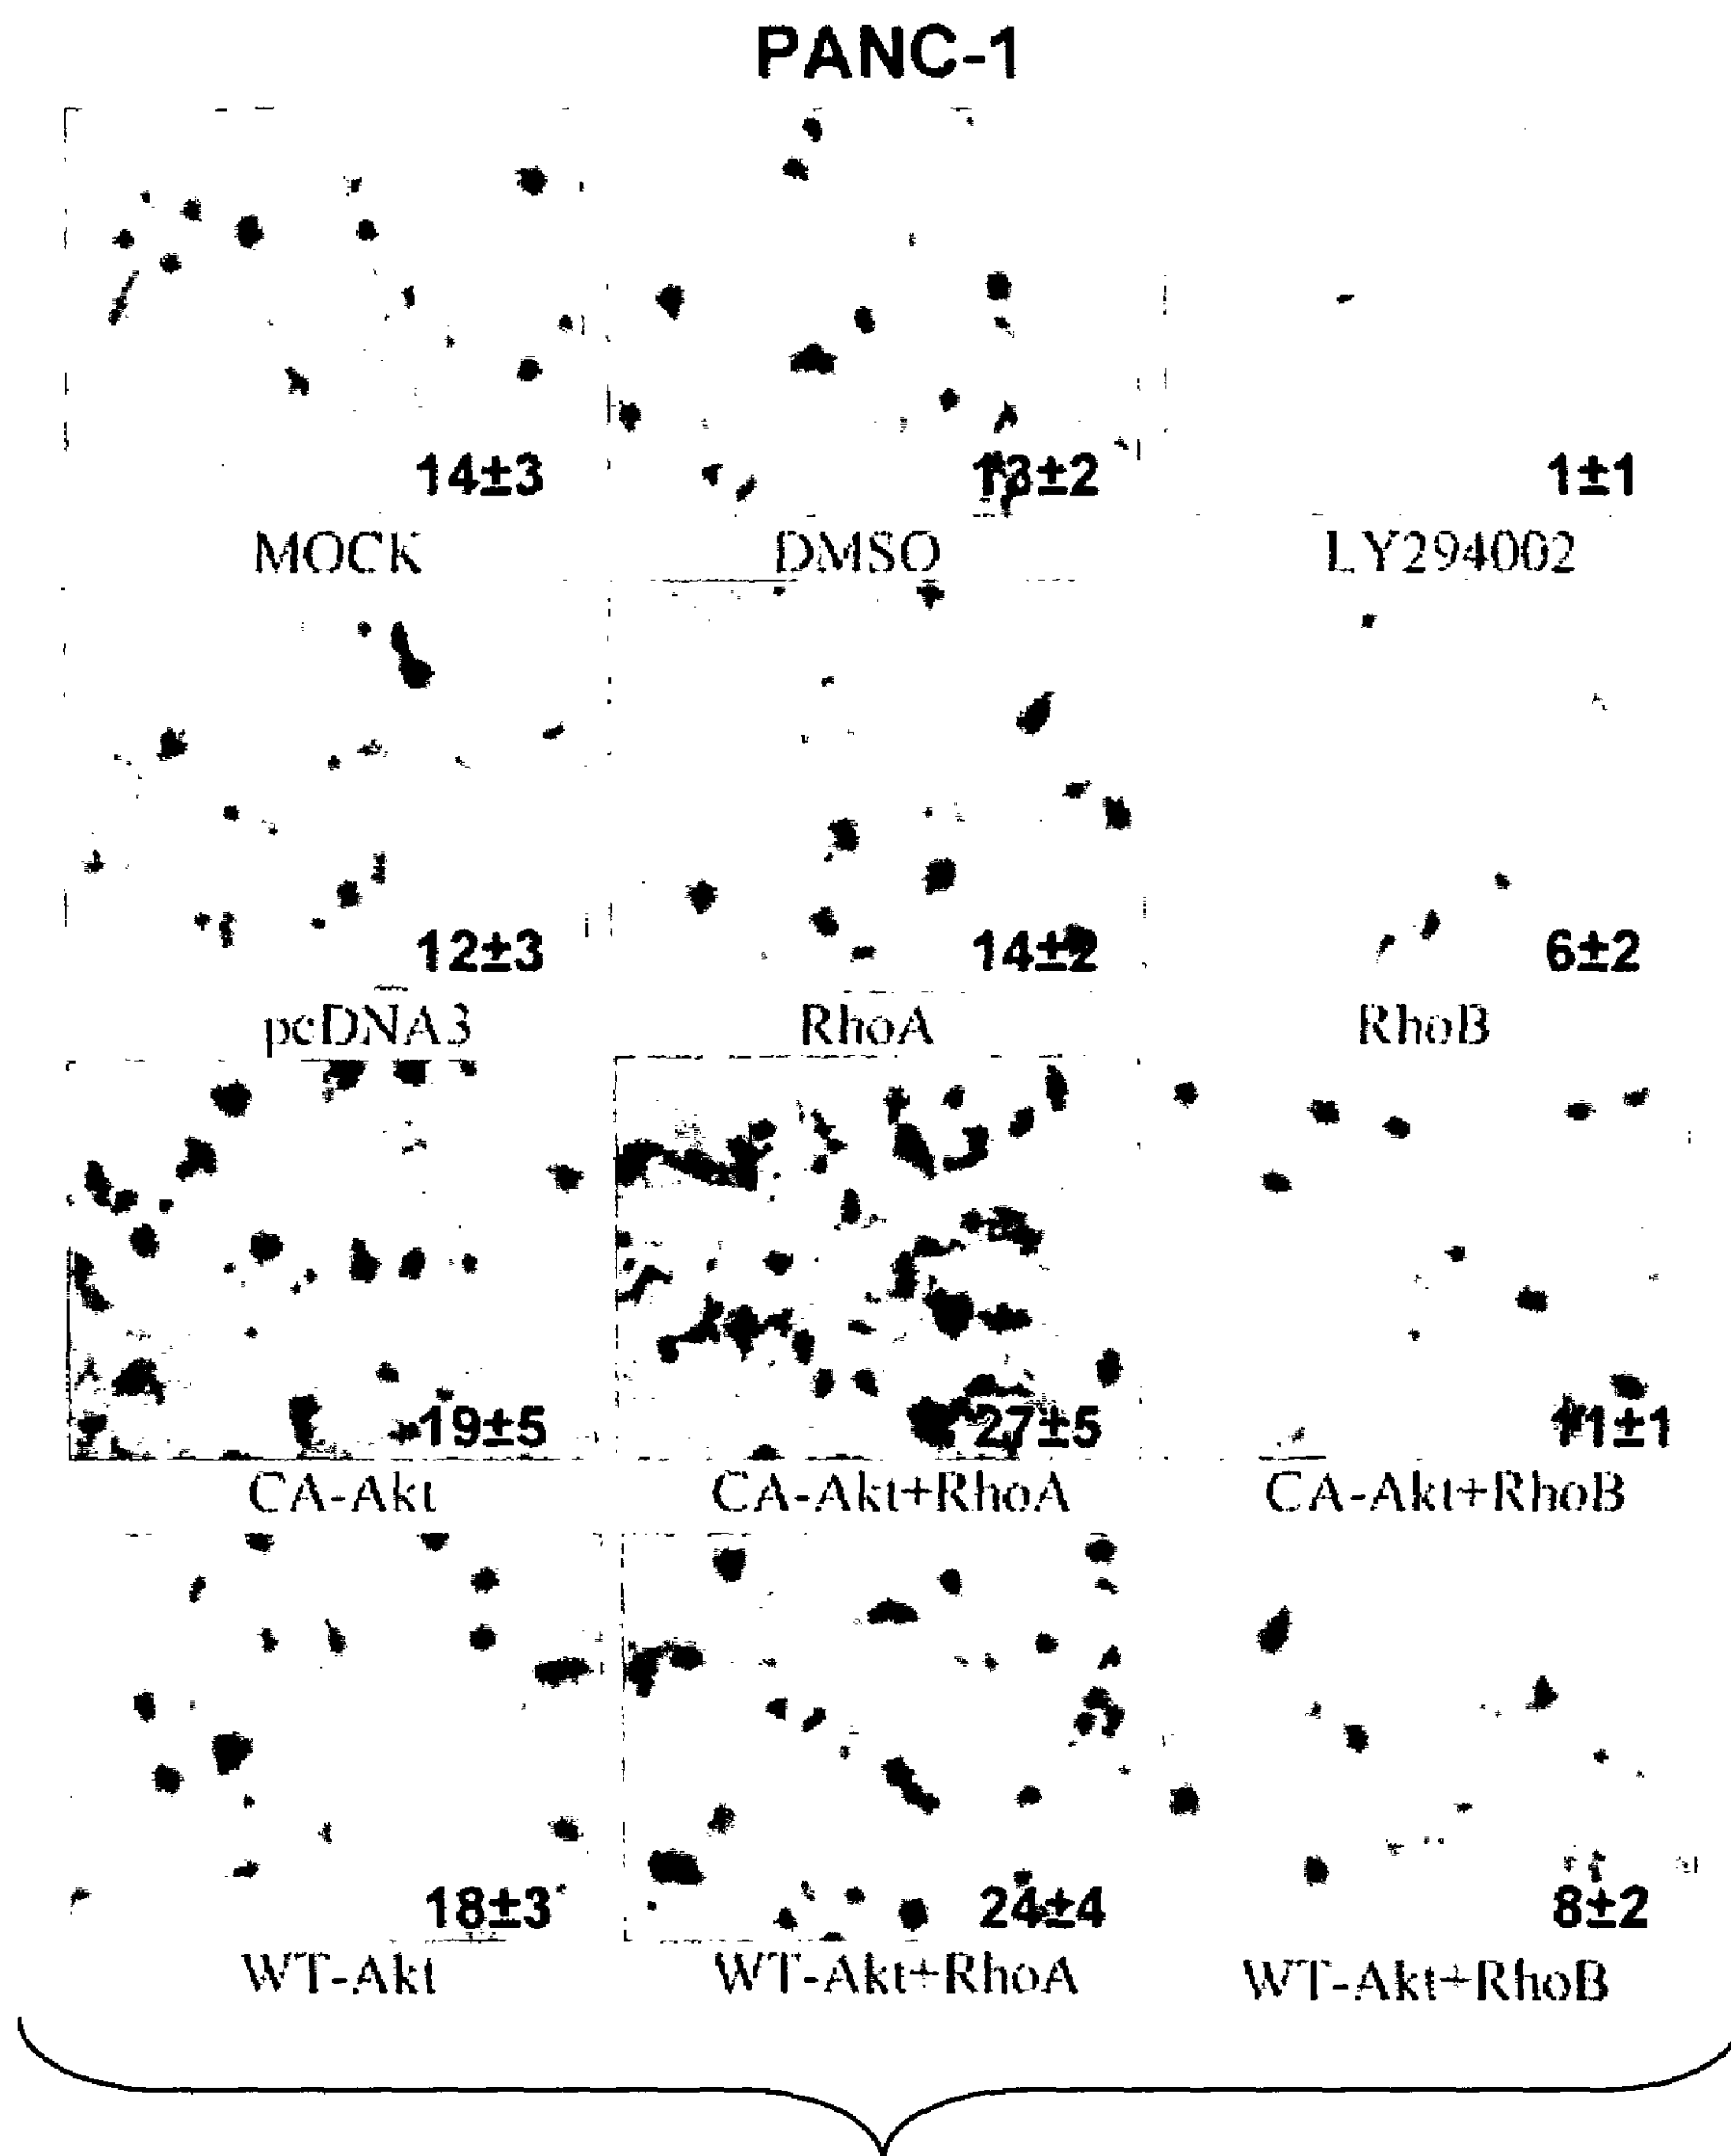 PANC-1
14±3 13±2 1±1
MOCK DMSO LY294002
12±3 14±2 6±2
pcDNA3 RhoA RhoB
19±5 27±5 11±1
CA-Akt CA-Akt+RhoA CA-Akt+RhoB
18±3 24±4 8±2
WT-Akt WT-Akt+RhoA WT-Akt+RhoB